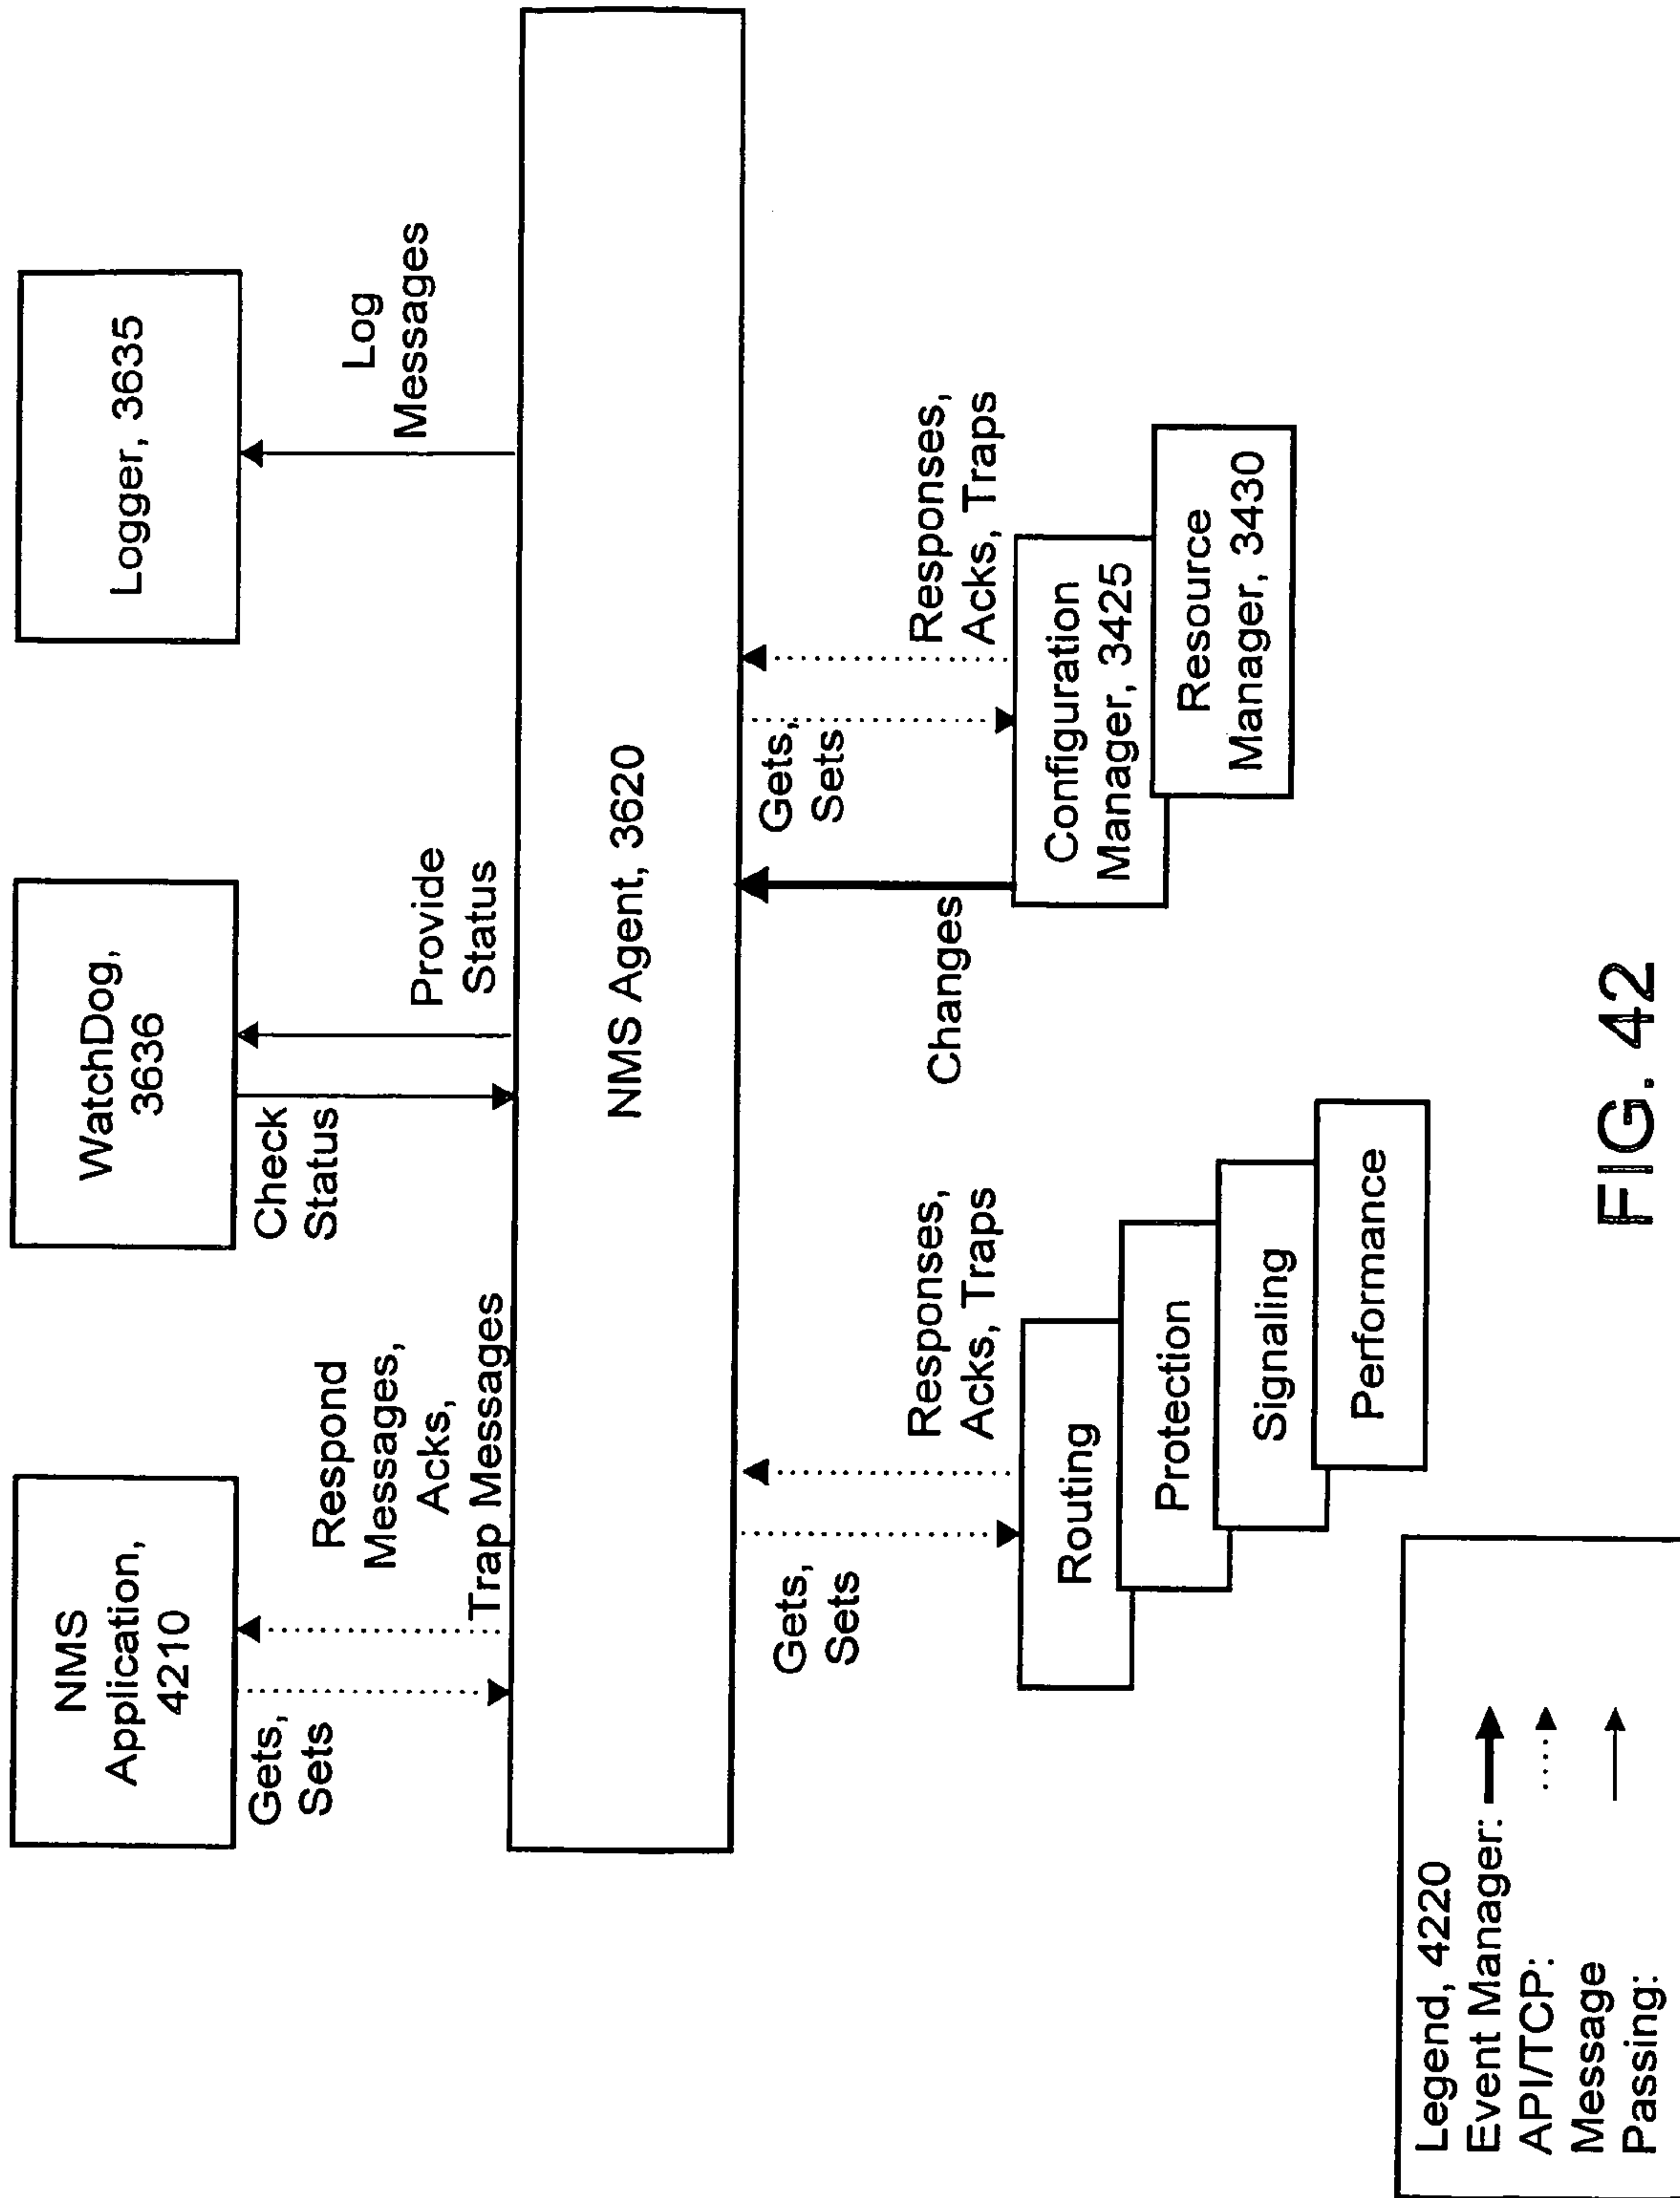 NMS
Application,
4210
WatchDog,
3636
Logger, 3635
Gets,
Sets
Respond
Messages,
Acks,
Trap Messages
Check
Status
Provide
Status
Log
Messages
NMS Agent, 3620
Gets,
Sets
Responses,
Acks, Traps
Changes
Gets,
Sets
Responses,
Acks, Traps
Routing
Protection
Signaling
Performance
Configuration
Manager, 3425
Resource
Manager, 3430
Legend, 4220
Event Manager:
API/TCP:
Message
Passing:
FIG. 42